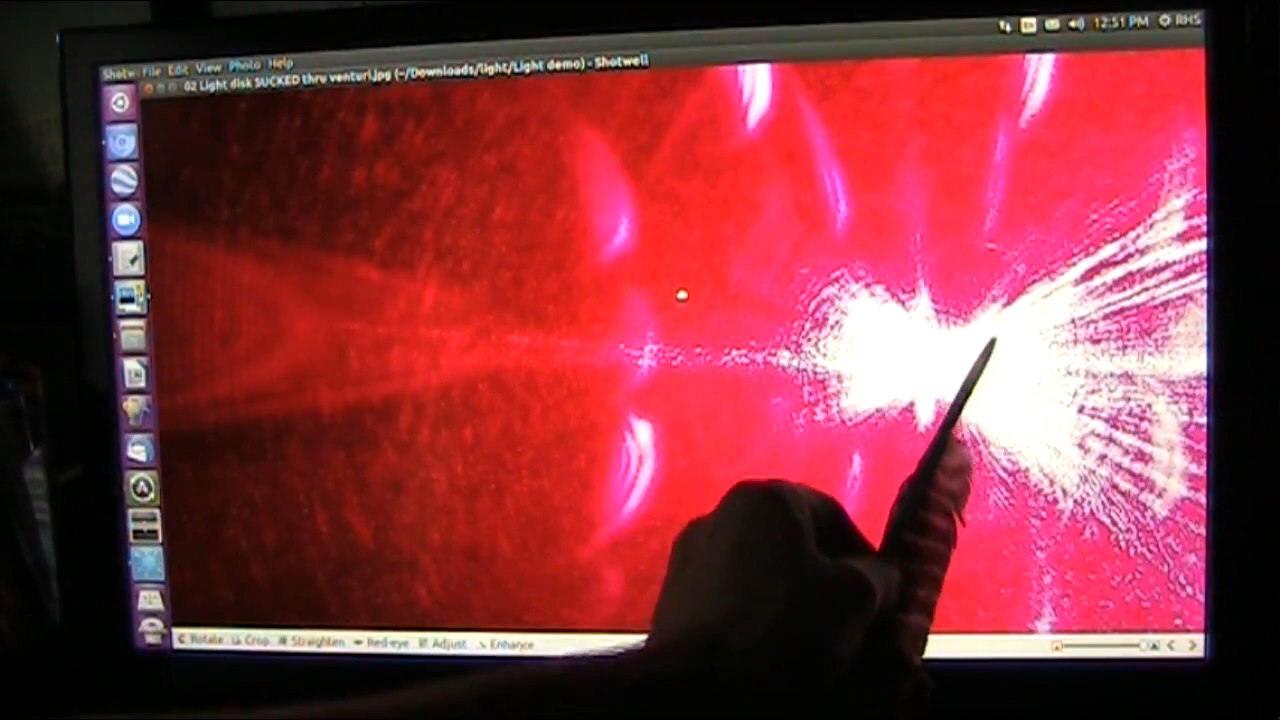 12:51 PM RHS
Shotw File Edit View Photo Help
02 Light disk SUCKED thru venturi.jpg (~/Downloads/light/Light demo) - Shotwell
Rotate Crop Straighten Red-eye Adjust Enhance